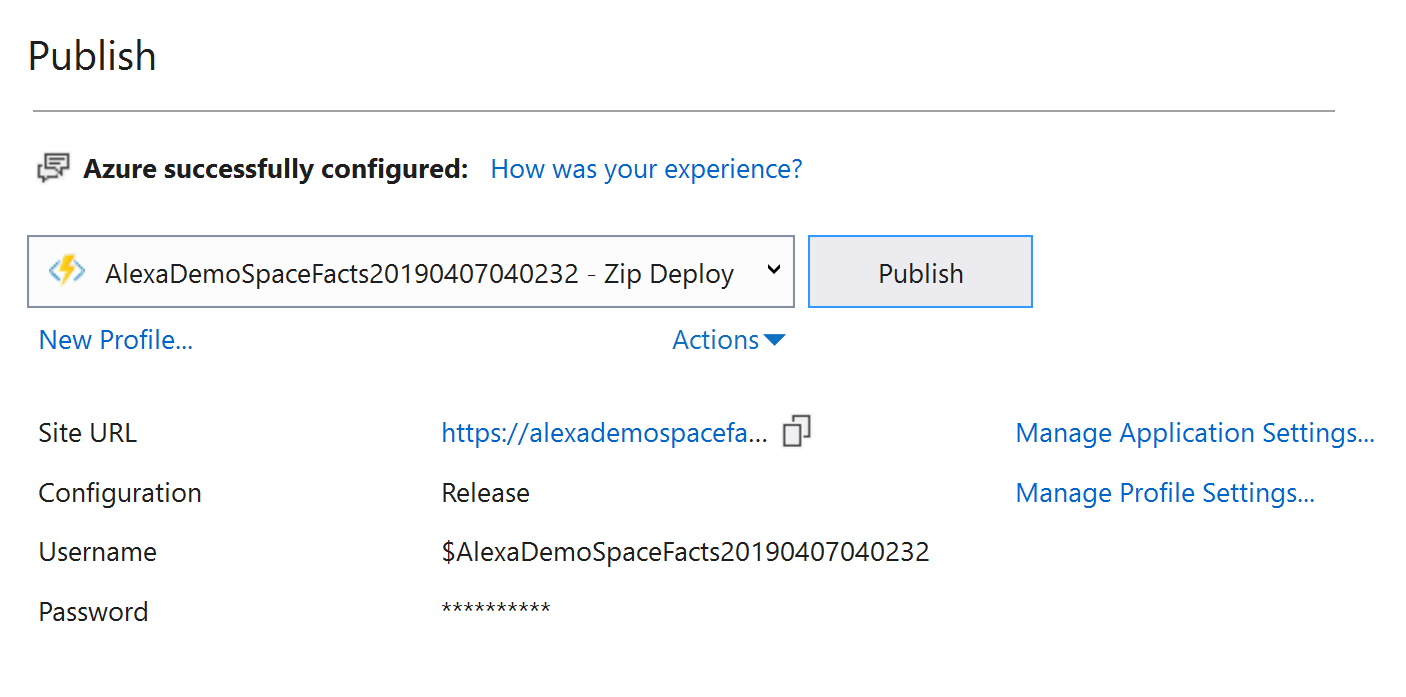 Publish
Azure successfully configured: How was your experience?
AlexaDemoSpaceFacts20190407040232 - Zip Deploy Publish
New Profile... Actions
Site URL https://alexademospacefa... Manage Application Settings...
Configuration Release Manage Profile Settings...
Username $AlexaDemoSpaceFacts20190407040232
Password **********